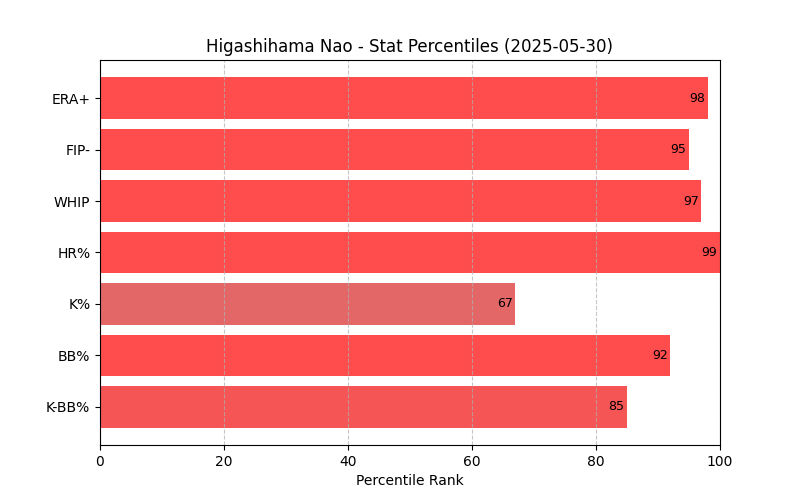 Higashihama Nao - Stat Percentiles (2025-05-30)
ERA+ 98
FIP- 95
WHIP 97
HR% 99
K% 67
BB% 92
K-BB% 85
0 20 40 60 80 100
Percentile Rank